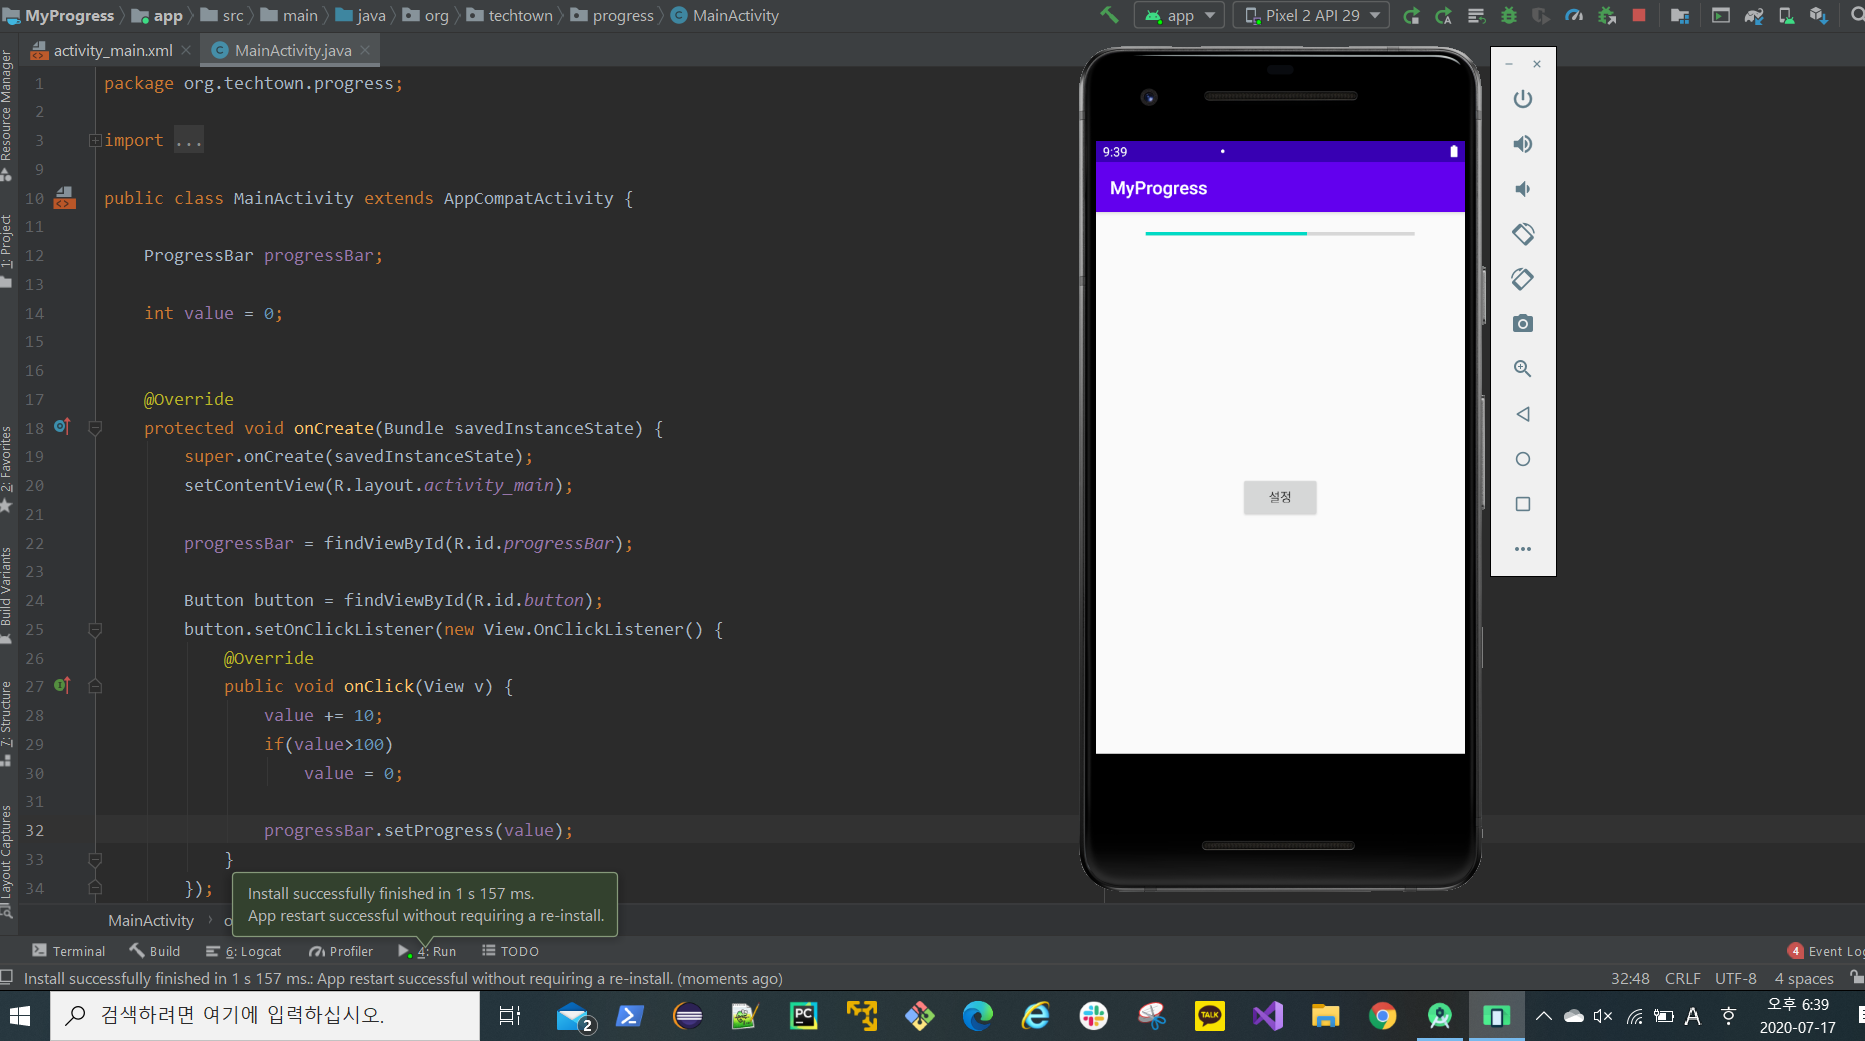 MyProgress app src main java org techtown progress MainActivity
app Pixel 2 API 29
activity_main.xml MainActivity.java
Resource Manager
1: Project
2: Favorites
Build Variants
7: Structure
Layout Captures
1 package org.techtown.progress;
2
3 import ...
9
10 public class MainActivity extends AppCompatActivity {
11
12 ProgressBar progressBar;
13
14 int value = 0;
15
16
17 @Override
18 protected void onCreate(Bundle savedInstanceState) {
19 super.onCreate(savedInstanceState);
20 setContentView(R.layout.activity_main);
21
22 progressBar = findViewById(R.id.progressBar);
23
24 Button button = findViewById(R.id.button);
25 button.setOnClickListener(new View.OnClickListener() {
26 @Override
27 public void onClick(View v) {
28 value += 10;
29 if(value>100)
30 value = 0;
31
32 progressBar.setProgress(value);
33 }
34 });
9:39
MyProgress
설정
Install successfully finished in 1 s 157 ms.
App restart successful without requiring a re-install.
MainActivity
Terminal Build 6: Logcat Profiler 4: Run TODO 4 Event Log
Install successfully finished in 1 s 157 ms.: App restart successful without requiring a re-install. (moments ago) 32:48 CRLF UTF-8 4 spaces
검색하려면 여기에 입력하십시오. 2 PC TALK A
오후 6:39
2020-07-17